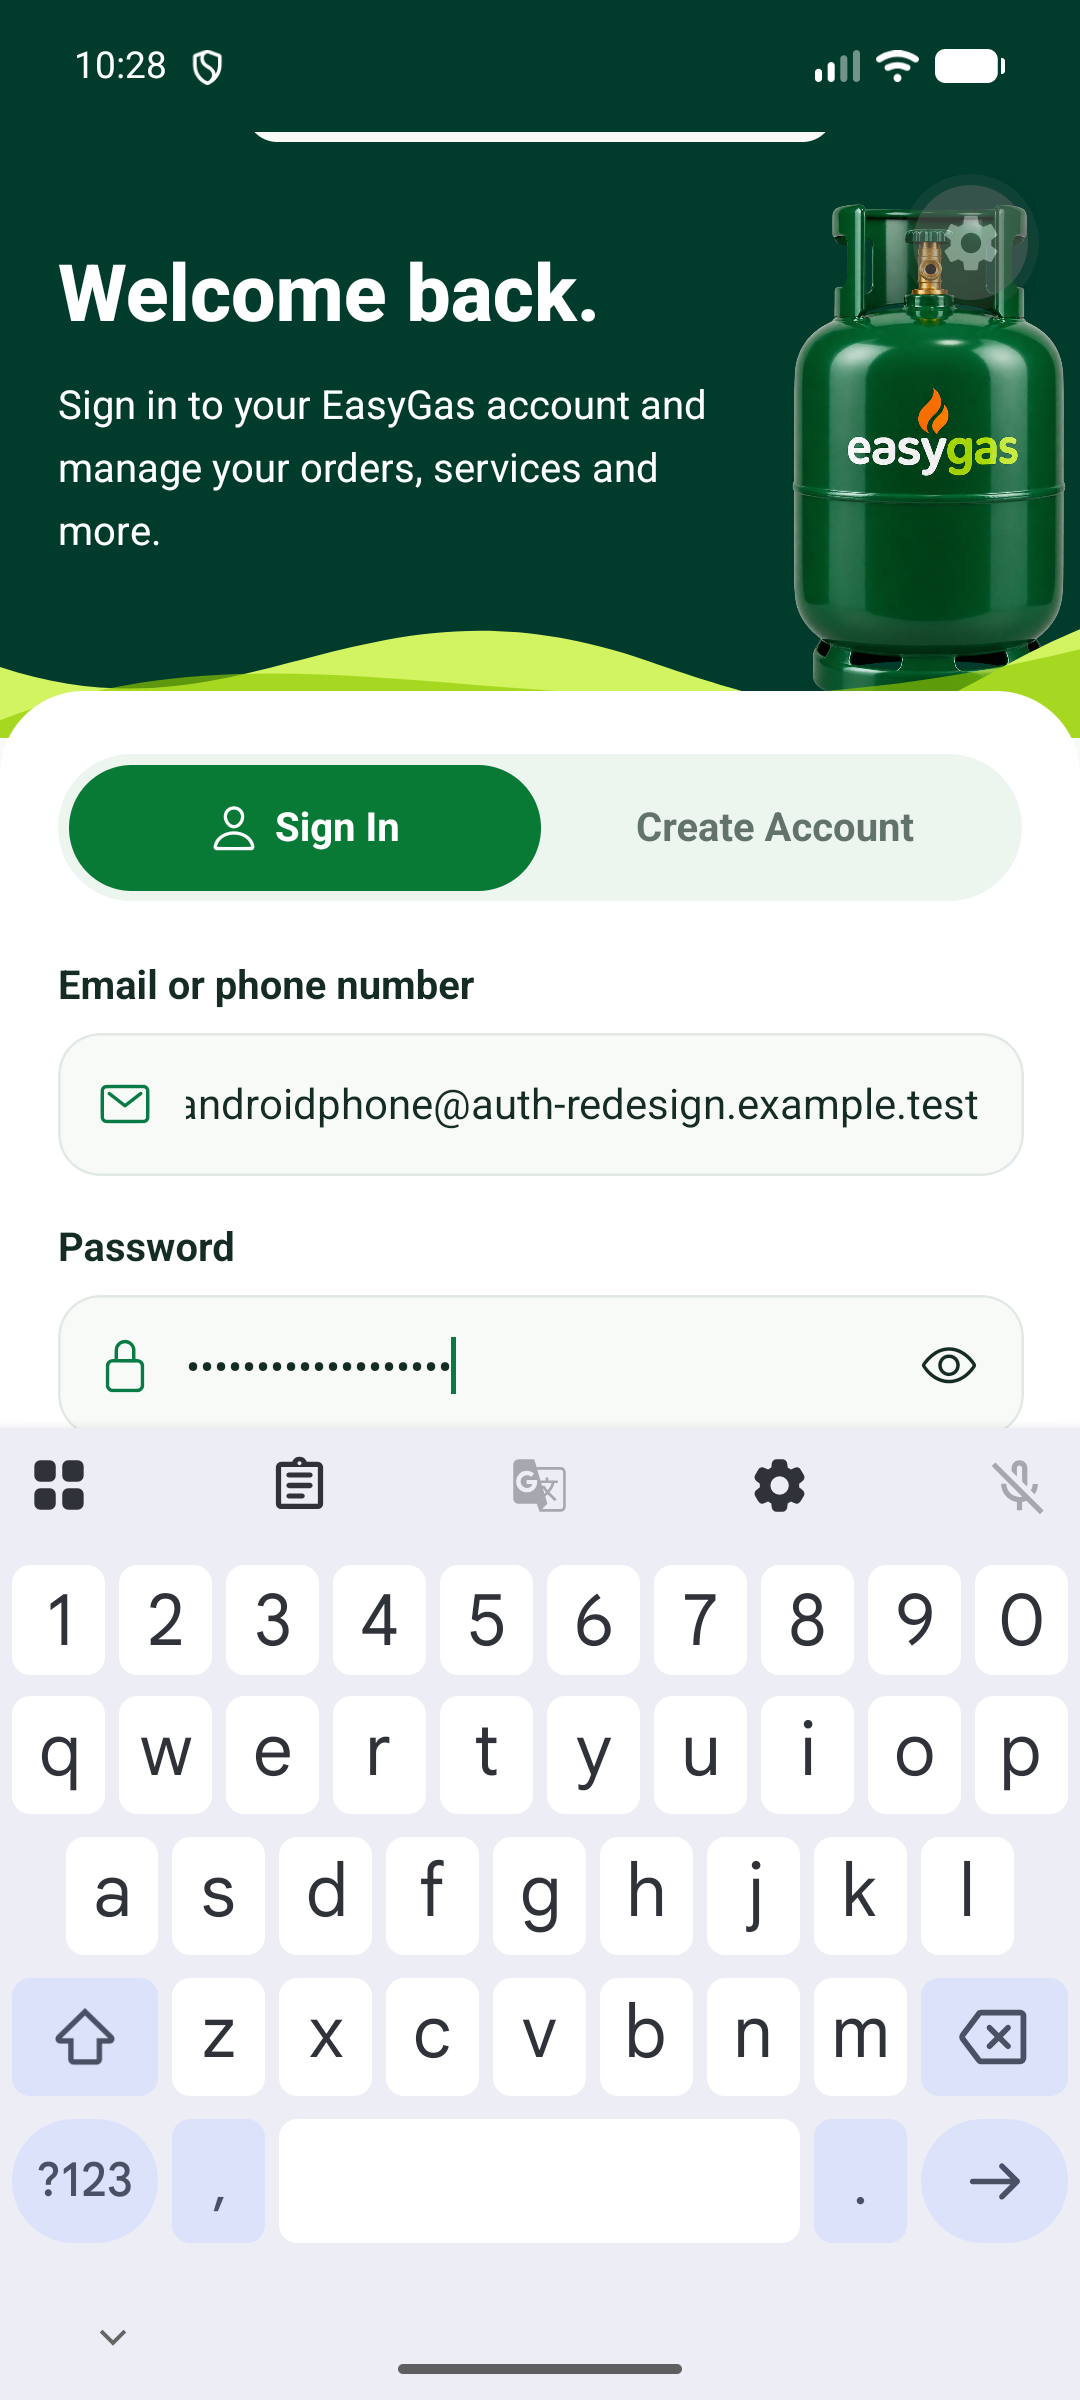 10:28
Welcome back.
Sign in to your EasyGas account and
manage your orders, services and
more.
easygas
Sign In
Create Account
Email or phone number
androidphone@auth-redesign.example.test
Password
1 2 3 4 5 6 7 8 9 0
q w e r t y u i o p
a s d f g h j k l
z x c v b n m
?123 , .